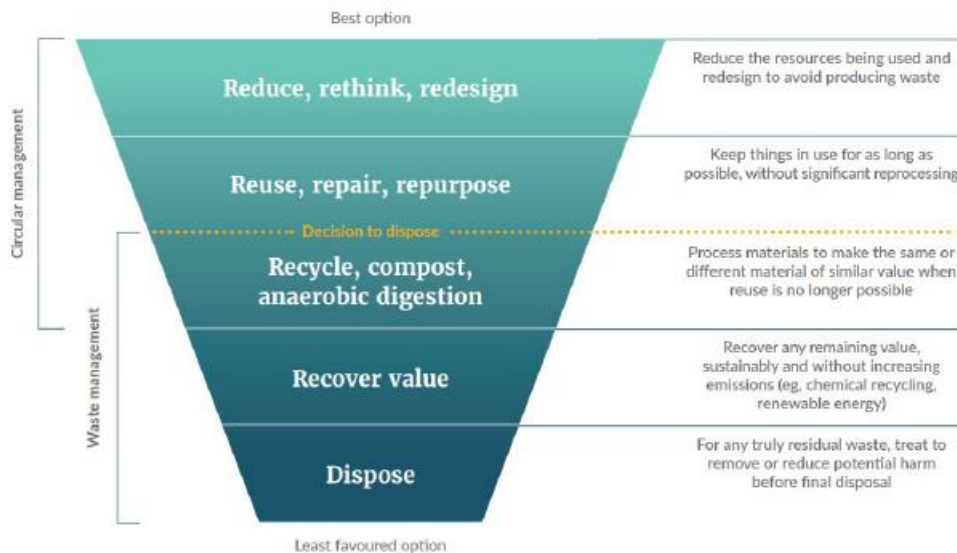 Best option
Circular management
Waste management
Reduce, rethink, redesign
Reduce the resources being used and
redesign to avoid producing waste
Reuse, repair, repurpose
Keep things in use for as long as
possible, without significant reprocessing
Decision to dispose
Recycle, compost,
anaerobic digestion
Process materials to make the same or
different material of similar value when
reuse is no longer possible
Recover value
Recover any remaining value,
sustainably and without increasing
emissions (eg, chemical recycling,
renewable energy)
Dispose
For any truly residual waste, treat to
remove or reduce potential harm
before final disposal
Least favoured option